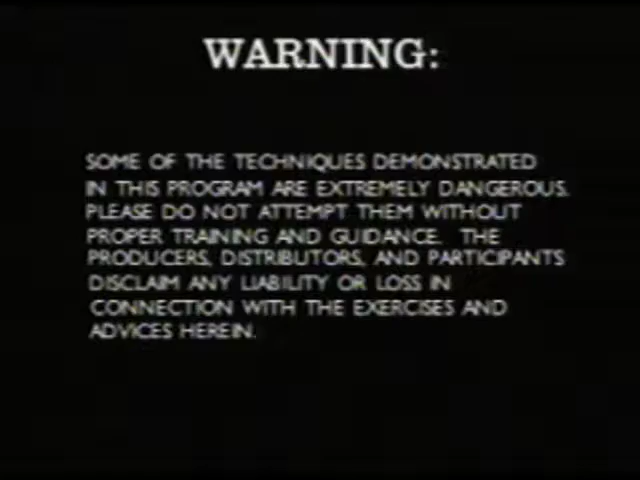 WARNING:
SOME OF THE TECHNIQUES DEMONSTRATED
IN THIS PROGRAM ARE EXTREMELY DANGEROUS.
PLEASE DO NOT ATTEMPT THEM WITHOUT
PROPER TRAINING AND GUIDANCE. THE
PRODUCERS, DISTRIBUTORS, AND PARTICIPANTS
DISCLAIM ANY LIABILITY OR LOSS IN
CONNECTION WITH THE EXERCISES AND
ADVICES HEREIN.